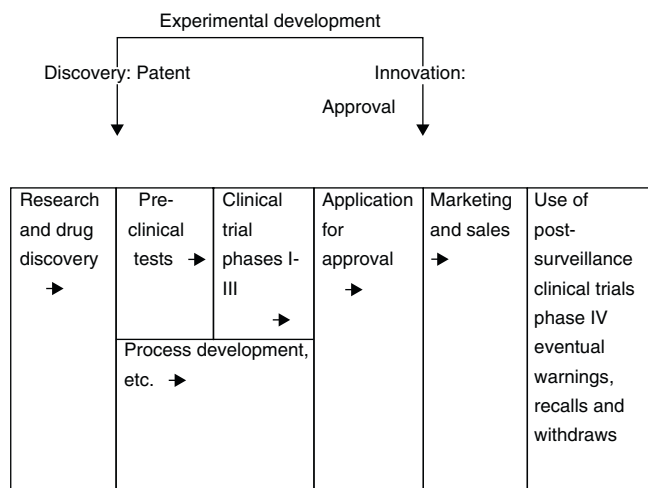 Experimental development
Discovery: Patent
Innovation:
Approval
Research
and drug
discovery
Pre-
clinical
tests
Clinical
trial
phases I-
III
Process development,
etc.
Application
for
approval
Marketing
and sales
Use of
post-
surveillance
clinical trials
phase IV
eventual
warnings,
recalls and
withdraws